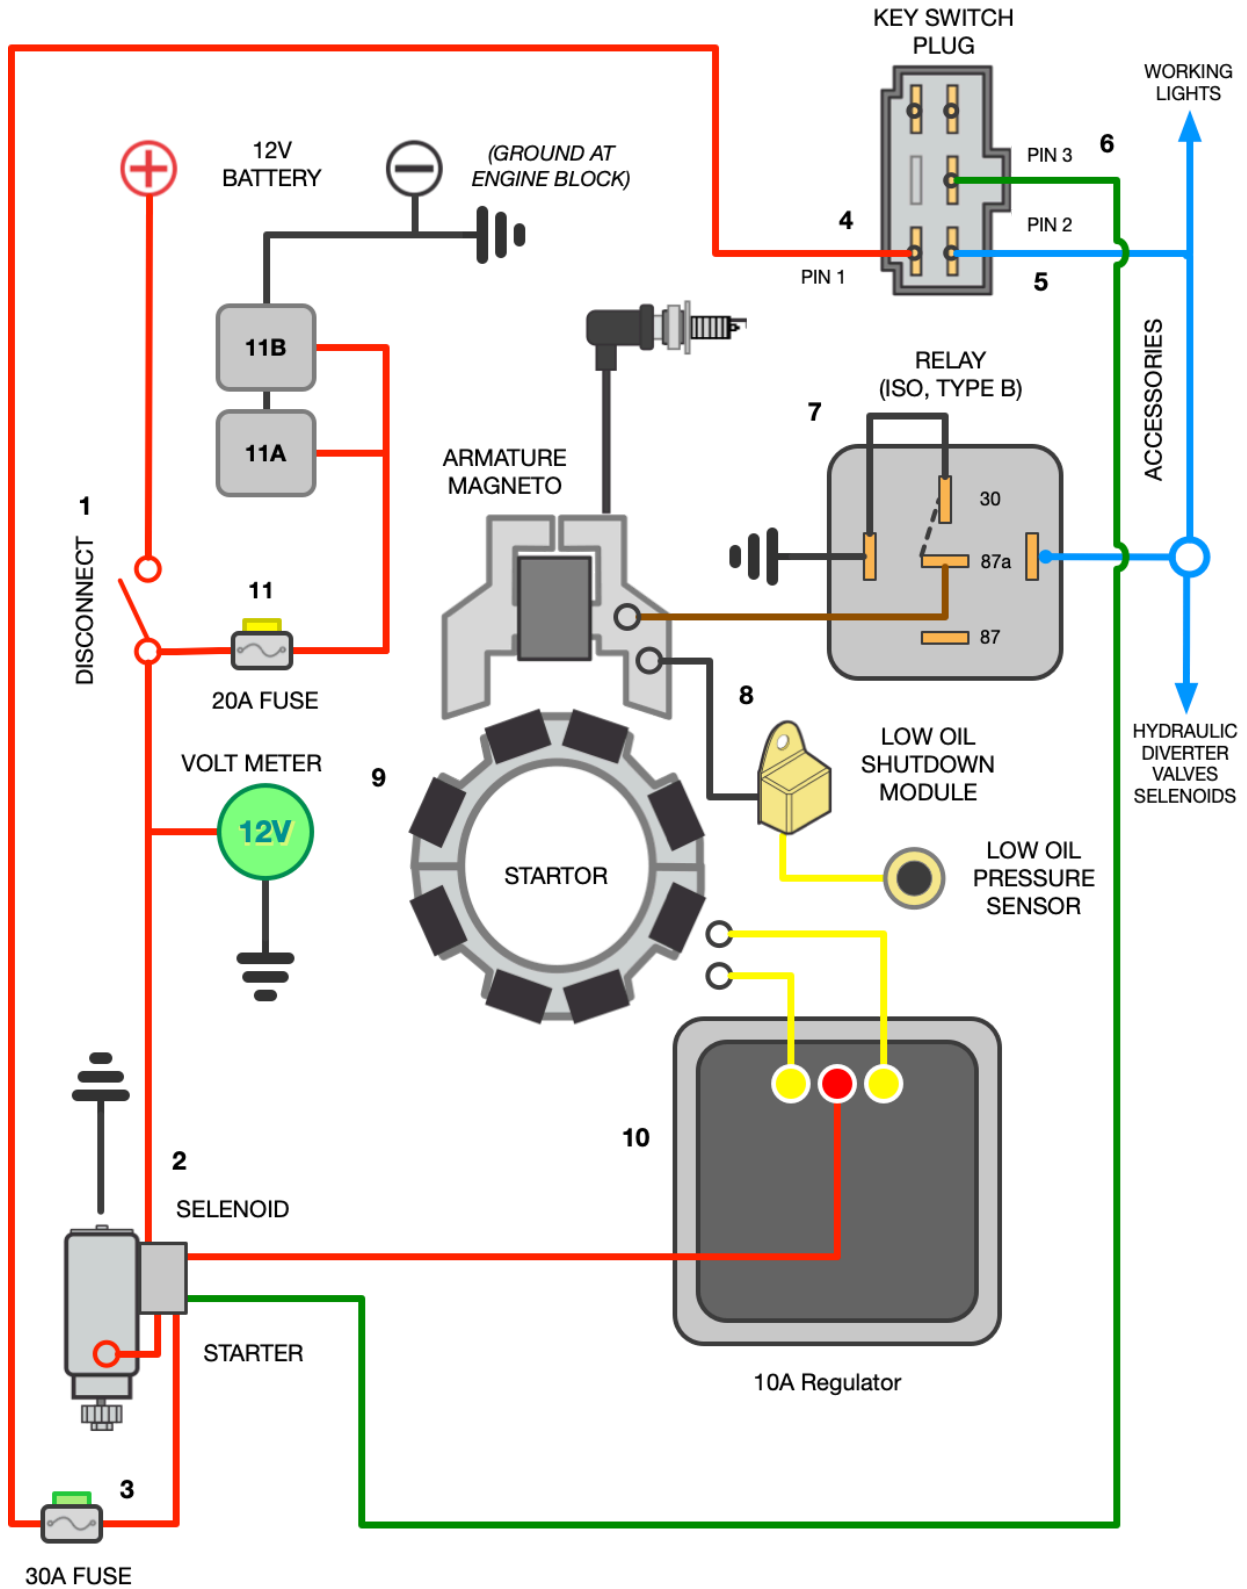 KEY SWITCH
PLUG
WORKING
LIGHTS
12V
BATTERY
(GROUND AT
ENGINE BLOCK)
PIN 3
6
4
PIN 2
PIN 1
5
11B
11A
ACCESSORIES
RELAY
(ISO, TYPE B)
7
30
87a
87
ARMATURE
MAGNETO
1
DISCONNECT
11
20A FUSE
8
VOLT METER
12V
9
STARTOR
LOW OIL
SHUTDOWN
MODULE
HYDRAULIC
DIVERTER
VALVES
SELENOIDS
LOW OIL
PRESSURE
SENSOR
10
2
SELENOID
STARTER
10A Regulator
3
30A FUSE